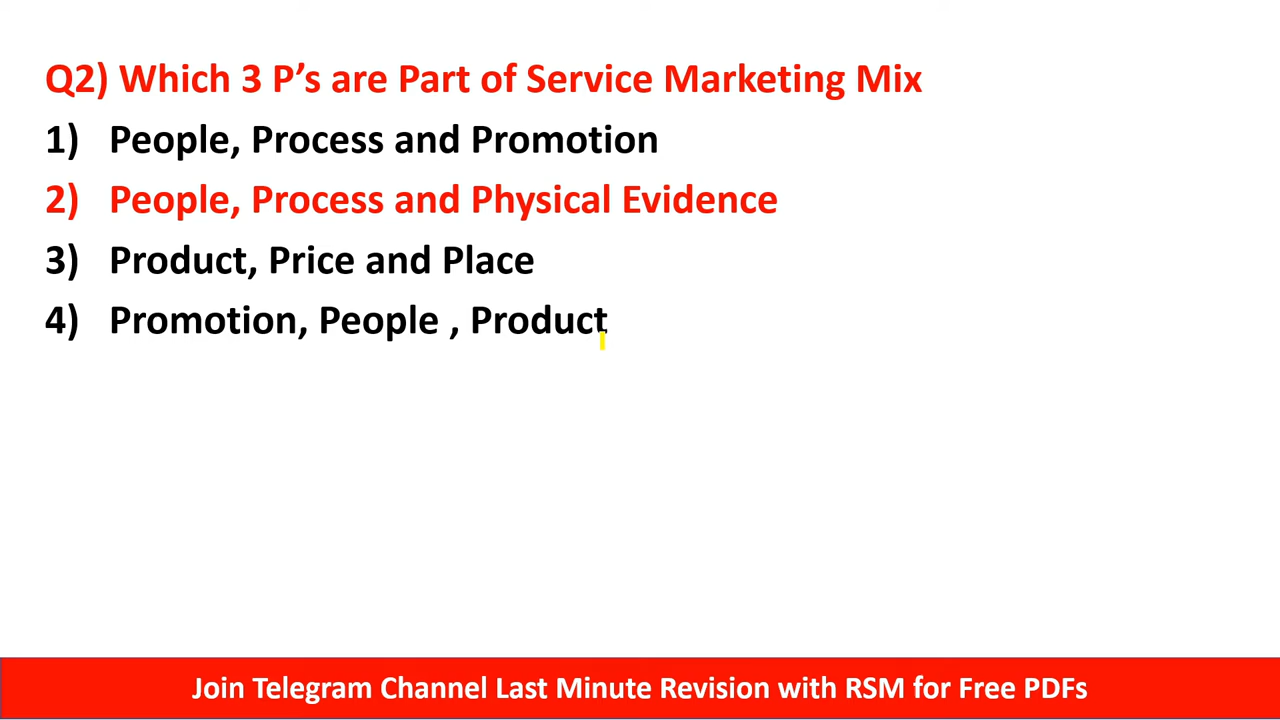 Q2) Which 3 P’s are Part of Service Marketing Mix
1) People, Process and Promotion
2) People, Process and Physical Evidence
3) Product, Price and Place
4) Promotion, People , Product
Join Telegram Channel Last Minute Revision with RSM for Free PDFs